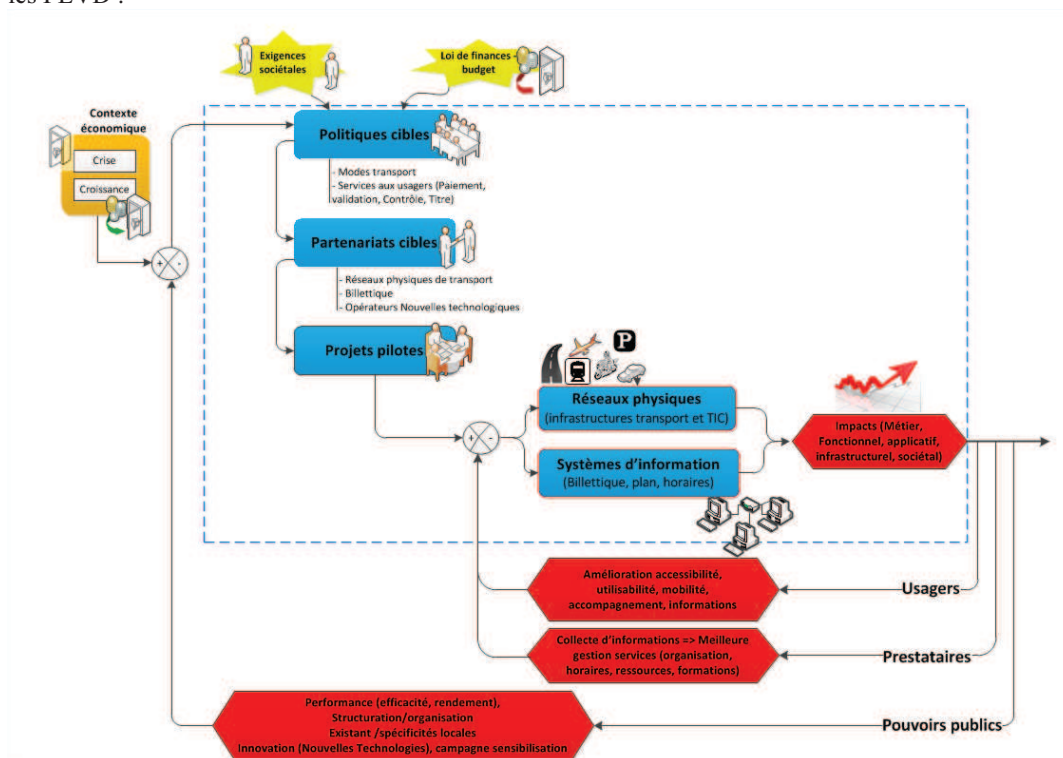 les PEVD :
Exigences
sociétales
Loi de finances -
budget
Contexte
économique
Crise
Croissance
+ -
Politiques cibles
- Modes transport
- Services aux usagers (Paiement,
validation, Contrôle, Titre)
Partenariats cibles
- Réseaux physiques de transport
- Billettique
- Opérateurs Nouvelles technologiques
Projets pilotes
P
+ -
Réseaux physiques
(infrastructures transport et TIC)
Systèmes d'information
(Billettique, plan, horaires)
Impacts (Métier,
Fonctionnel, applicatif,
infrastructurel, sociétal)
Amélioration accessibilité,
utilisabilité, mobilité,
accompagnement, informations
Usagers
Collecte d'informations => Meilleure
gestion services (organisation,
horaires, ressources, formations)
Prestataires
Performance (efficacité, rendement),
Structuration/organisation
Existant /spécificités locales
Innovation (Nouvelles Technologies), campagne sensibilisation
Pouvoirs publics